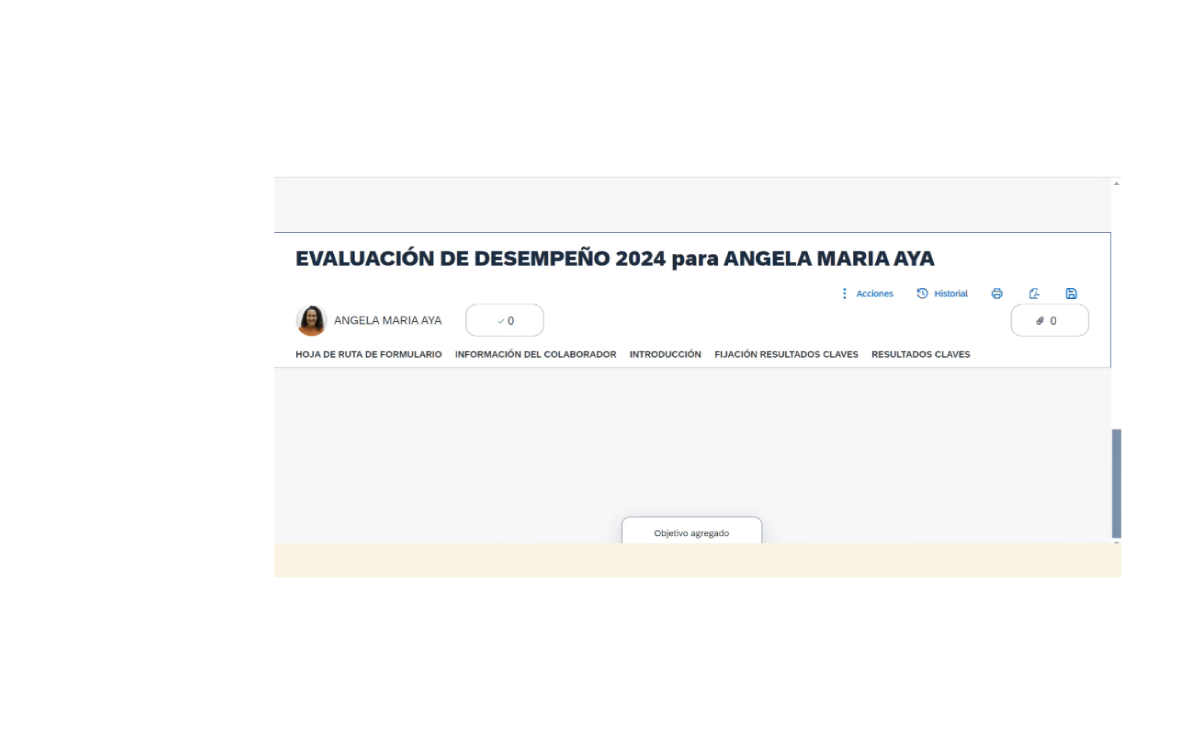 EVALUACIÓN DE DESEMPEÑO 2024 para ANGELA MARIA AYA
Acciones Historial
ANGELA MARIA AYA 0 0
HOJA DE RUTA DE FORMULARIO INFORMACIÓN DEL COLABORADOR INTRODUCCIÓN FIJACIÓN RESULTADOS CLAVES RESULTADOS CLAVES
Objetivo agregado